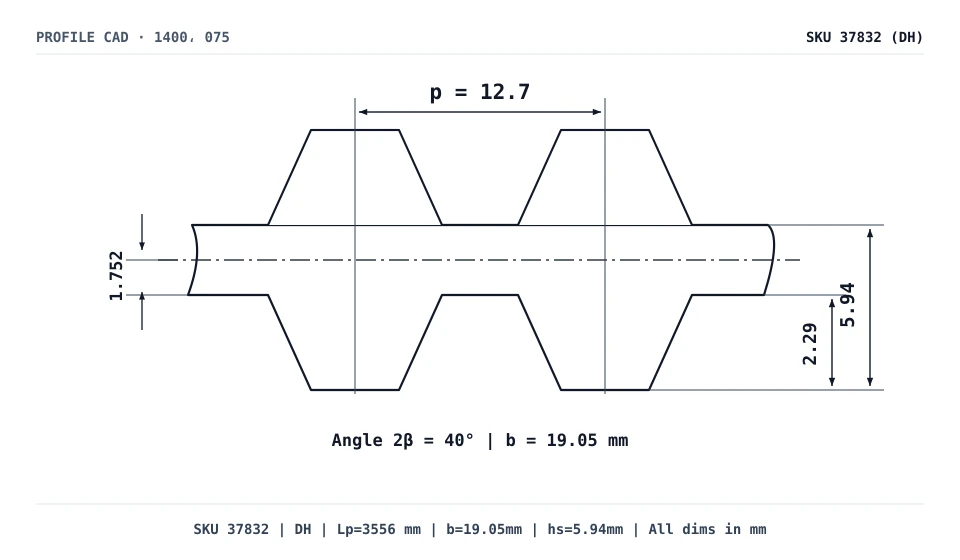 PROFILE CAD · 1400, 075
SKU 37832 (DH)
p = 12.7
1.752
5.94
2.29
Angle 2β = 40° | b = 19.05 mm
SKU 37832 | DH | Lp=3556 mm | b=19.05mm | hs=5.94mm | All dims in mm